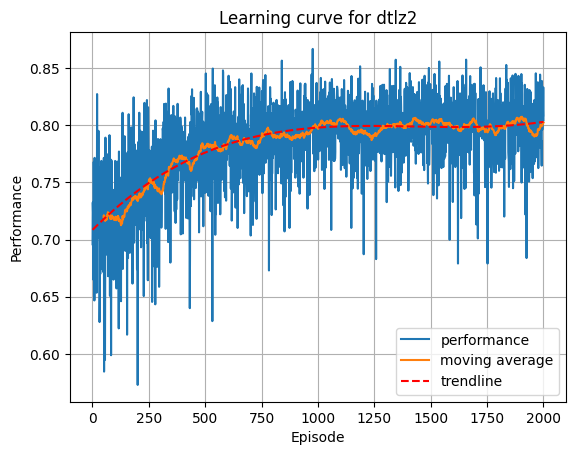 Learning curve for dtlz2
Performance
0.85
0.80
0.75
0.70
0.65
0.60
performance
moving average
trendline
0 250 500 750 1000 1250 1500 1750 2000
Episode